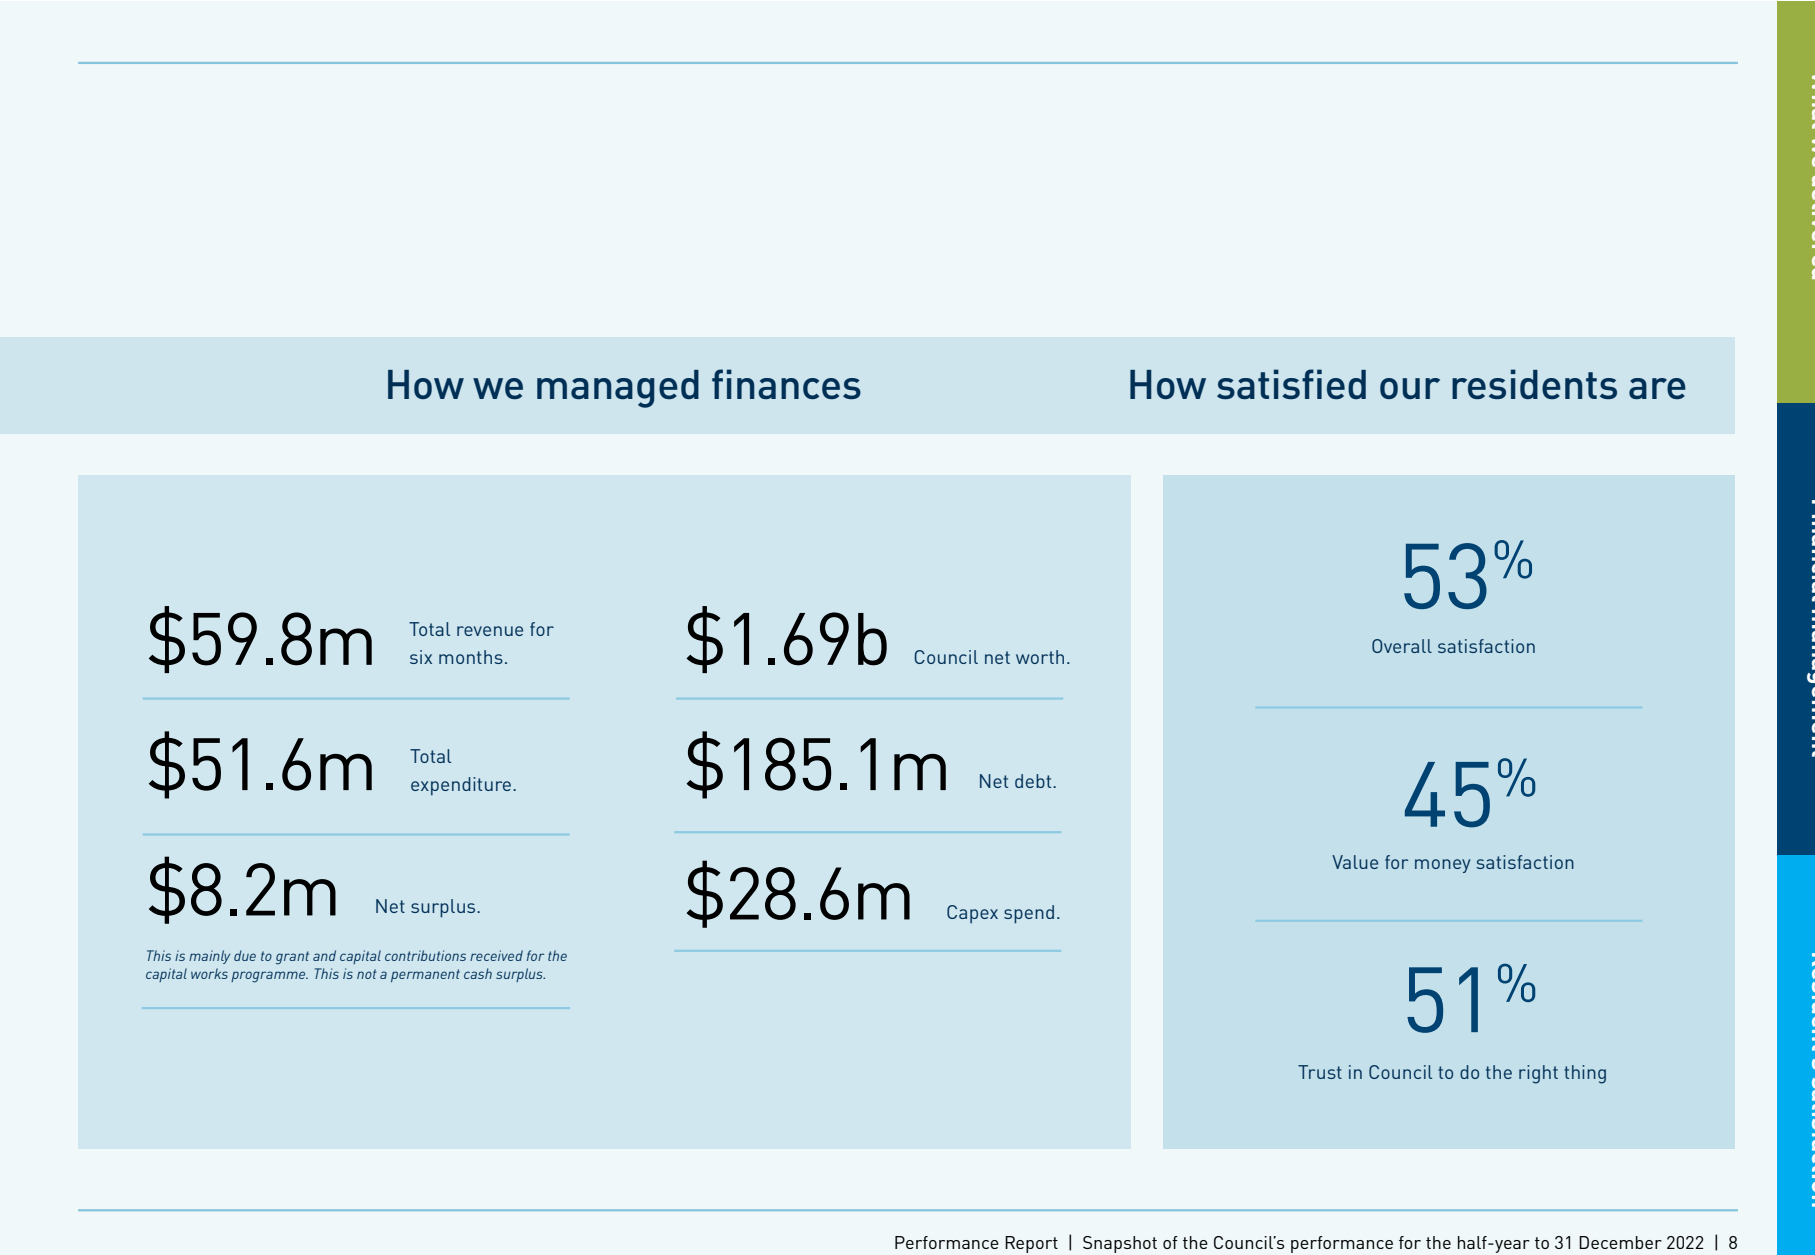 How we managed finances
How satisfied our residents are
$59.8m
Total revenue for
six months.
$51.6m
Total
expenditure.
$8.2m
Net surplus.
This is mainly due to grant and capital contributions received for the
capital works programme. This is not a permanent cash surplus.
$1.69b
Council net worth.
$185.1m
Net debt.
$28.6m
Capex spend.
53%
Overall satisfaction
45%
Value for money satisfaction
51%
Trust in Council to do the right thing
Performance Report | Snapshot of the Council’s performance for the half-year to 31 December 2022 | 8